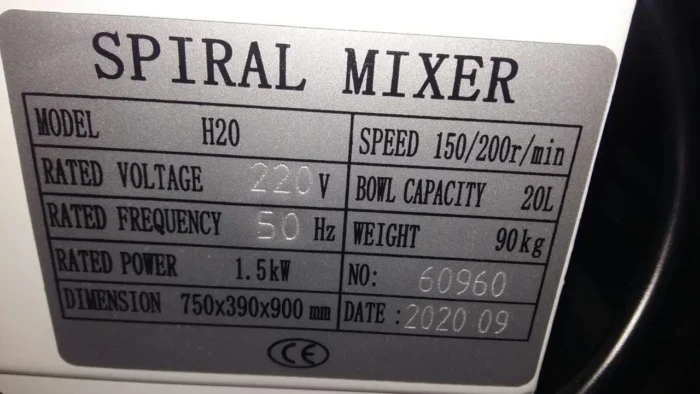 SPIRAL MIXER
MODEL H20 SPEED 150/200r/min
RATED VOLTAGE 220 V BOWL CAPACITY 20L
RATED FREQUENCY 50 Hz WEIGHT 90kg
RATED POWER 1.5kW NO: 60960
DIMENSION 750x390x900 mm DATE :2020 09
CE